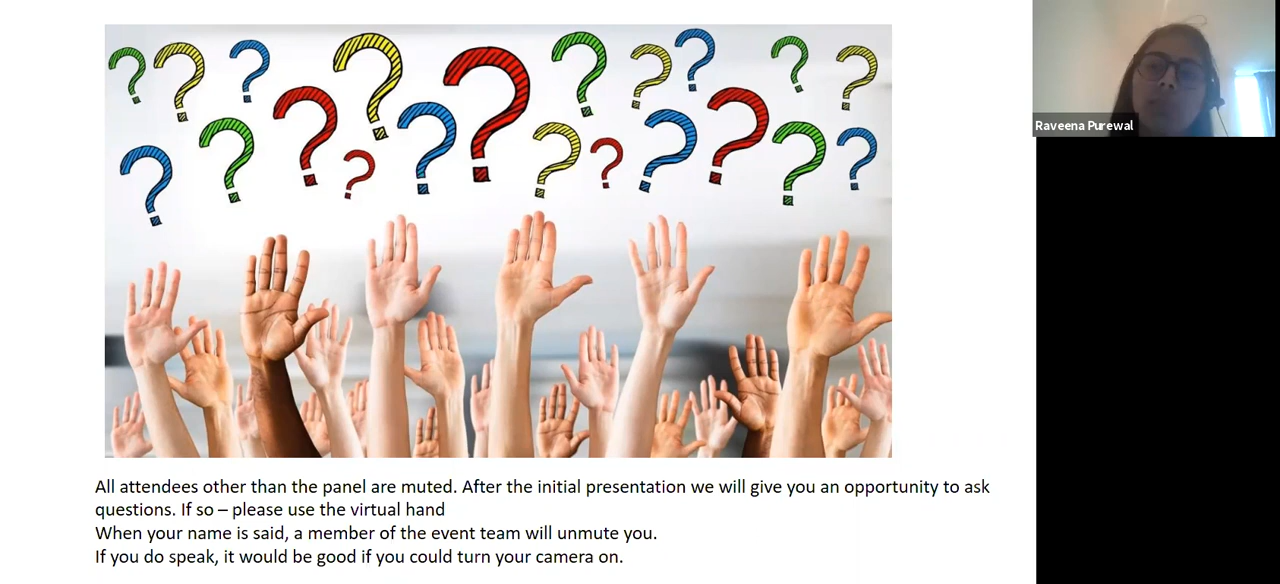 Raveena Purewal
All attendees other than the panel are muted. After the initial presentation we will give you an opportunity to ask
questions. If so – please use the virtual hand
When your name is said, a member of the event team will unmute you.
If you do speak, it would be good if you could turn your camera on.